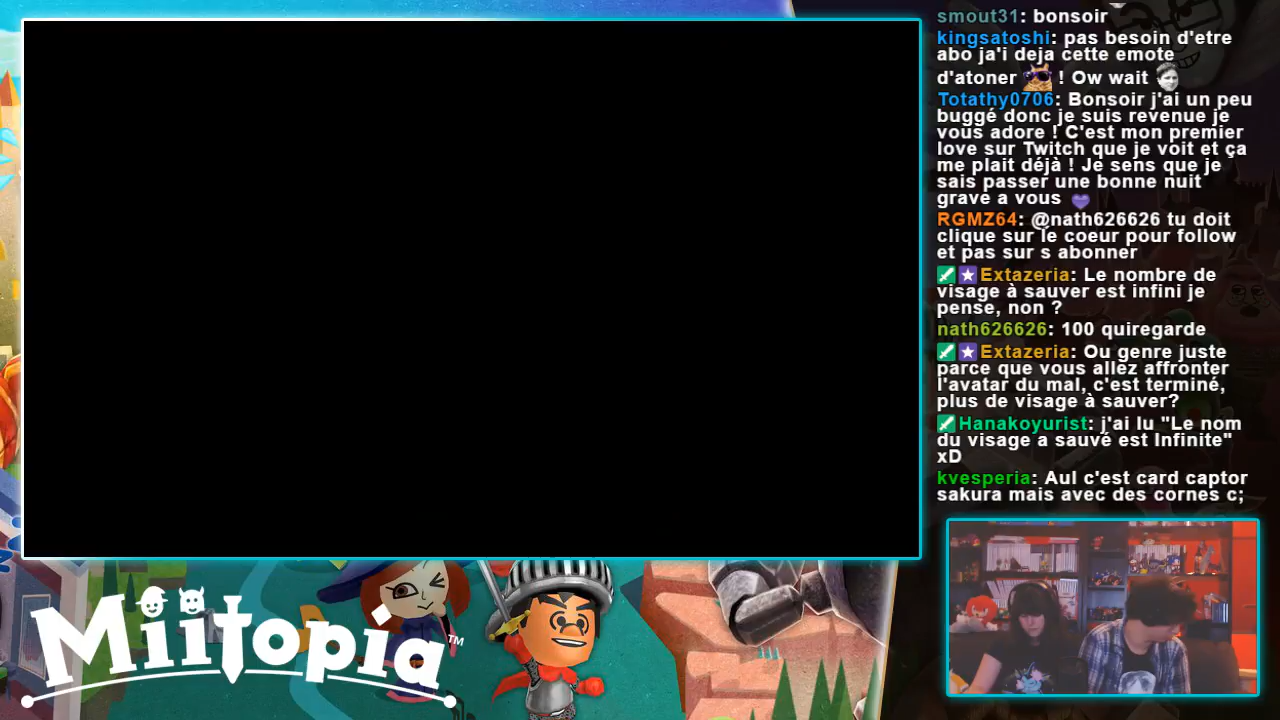 smout31: bonsoir
kingsatoshi: pas besoin d'etre
abo ja'i deja cette emote
d'atoner ! Ow wait
Totathy0706: Bonsoir j'ai un peu
buggé donc je suis revenue je
vous adore ! C'est mon premier
love sur Twitch que je voit et ça
me plait déjà ! Je sens que je
sais passer une bonne nuit
grave a vous
RGMZ64: @nath626626 tu doit
clique sur le coeur pour follow
et pas sur s abonner
Extazeria: Le nombre de
visage à sauver est infini je
pense, non ?
nath626626: 100 quiregarde
Extazeria: Ou genre juste
parce que vous allez affronter
l'avatar du mal, c'est terminé,
plus de visage à sauver?
Hanakoyurist: j'ai lu "Le nom
du visage a sauvé est Infinite"
xD
kvesperia: Aul c'est card captor
sakura mais avec des cornes c;
Miitopia™